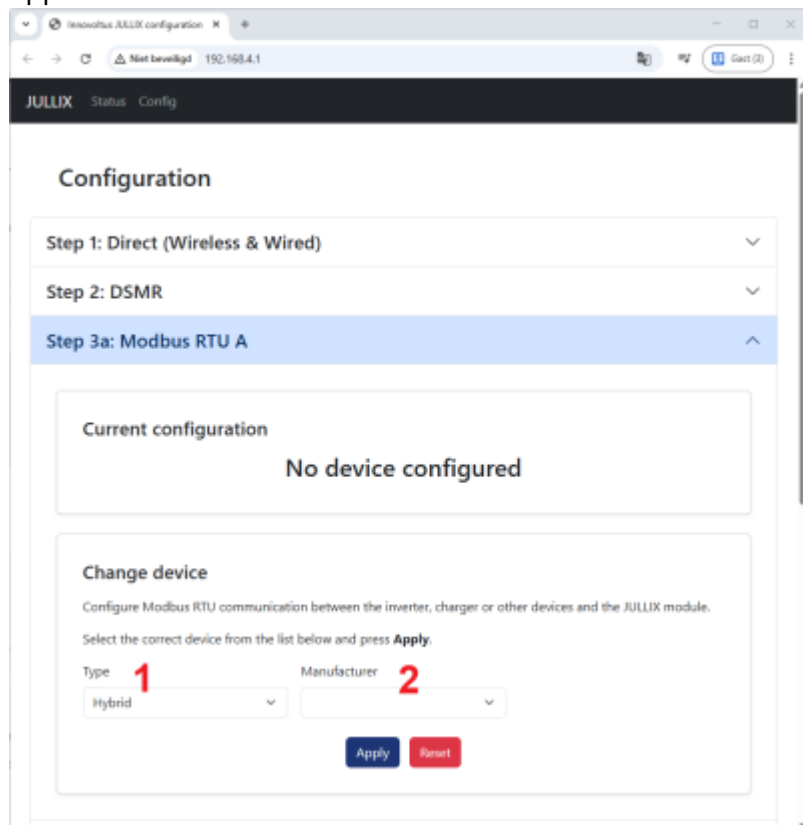 Innovoltus JULLIX configuration
Niet beveiligd 192.168.4.1
Gast (3)
JULLIX Status Config
Configuration
Step 1: Direct (Wireless & Wired)
Step 2: DSMR
Step 3a: Modbus RTU A
Current configuration
No device configured
Change device
Configure Modbus RTU communication between the inverter, charger or other devices and the JULLIX module.
Select the correct device from the list below and press Apply.
Type 1 Manufacturer 2
Hybrid
Apply Reset